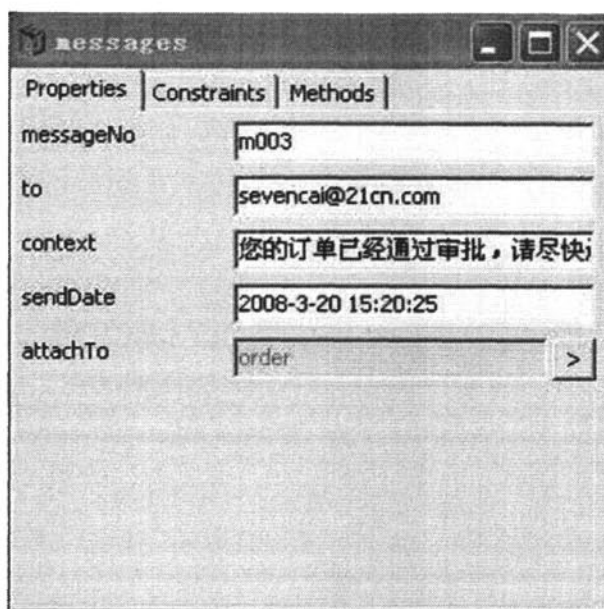 messages
Properties Constraints Methods
messageNo m003
to sevencai@21cn.com
context 您的订单已经通过审批，请尽快
sendDate 2008-3-20 15:20:25
attachTo order >